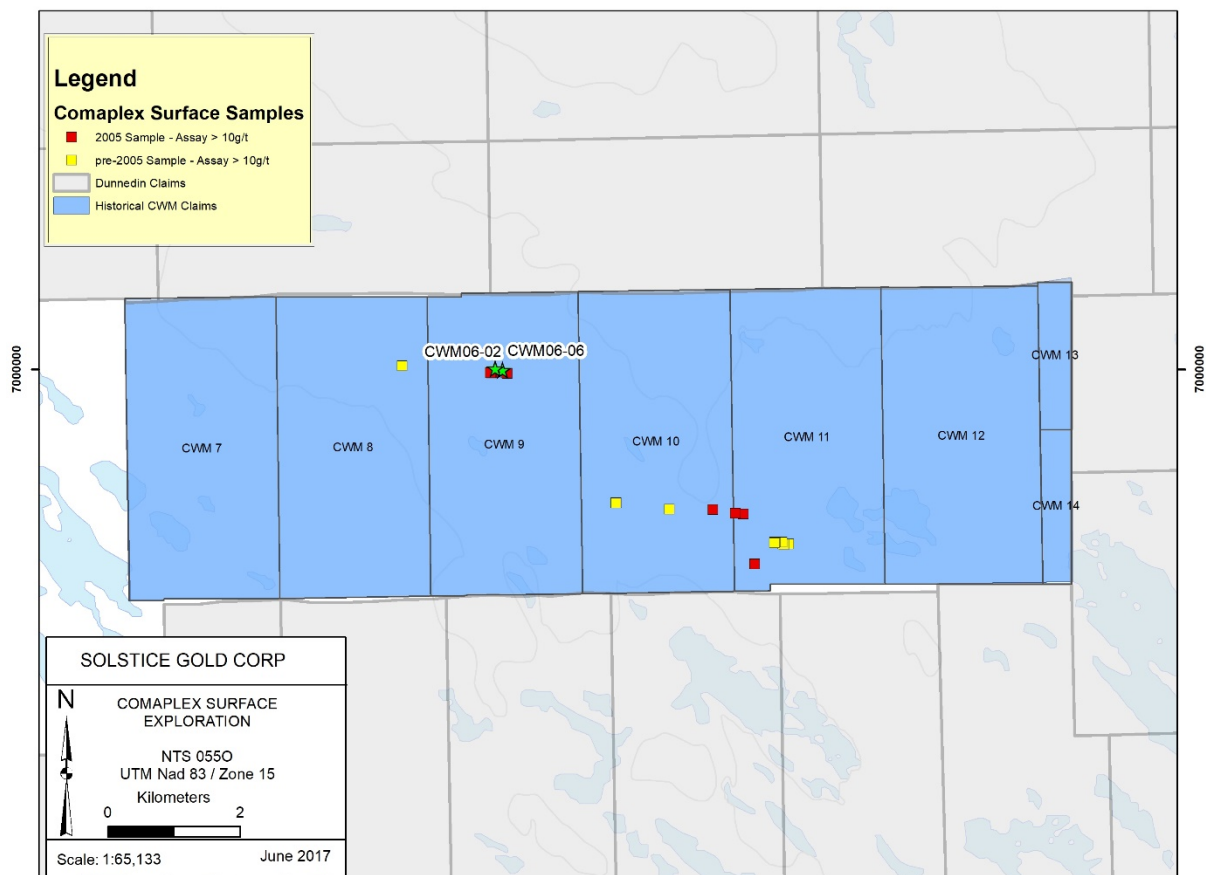 Legend
Comaplex Surface Samples
2005 Sample - Assay > 10g/t
pre-2005 Sample - Assay > 10g/t
Dunnedin Claims
Historical CWM Claims
7000000
7000000
CWM06-02 CWM06-06
CWM 13
CWM 7
CWM 8
CWM 9
CWM 10
CWM 11
CWM 12
CWM 14
SOLSTICE GOLD CORP
N
COMAPLEX SURFACE
EXPLORATION
NTS 055O
UTM Nad 83 / Zone 15
Kilometers
0 2
Scale: 1:65,133 June 2017